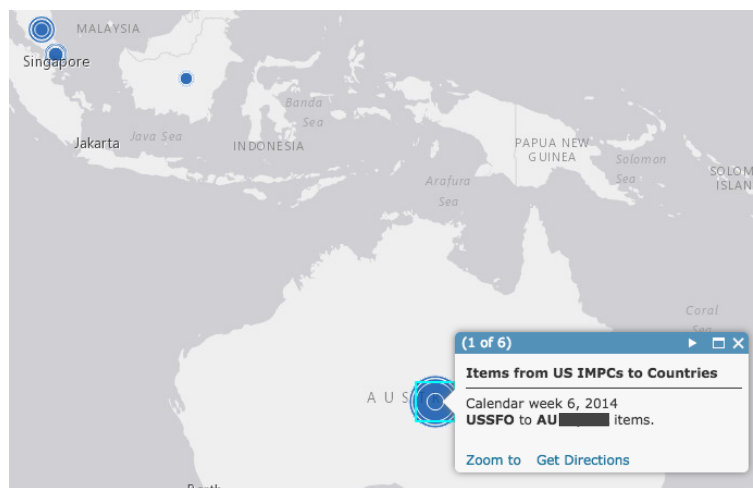 MALAYSIA
Singapore
Banda
Sea
Jakarta
Java Sea
INDONESIA
PAPUA NEW
GUINEA
Solomon
Sea
SOLOM
ISLAN
Arafura
Sea
Coral
Sea
(1 of 6)
Items from US IMPCs to Countries
A U S
Calendar week 6, 2014
USSFO to AU items.
Zoom to Get Directions